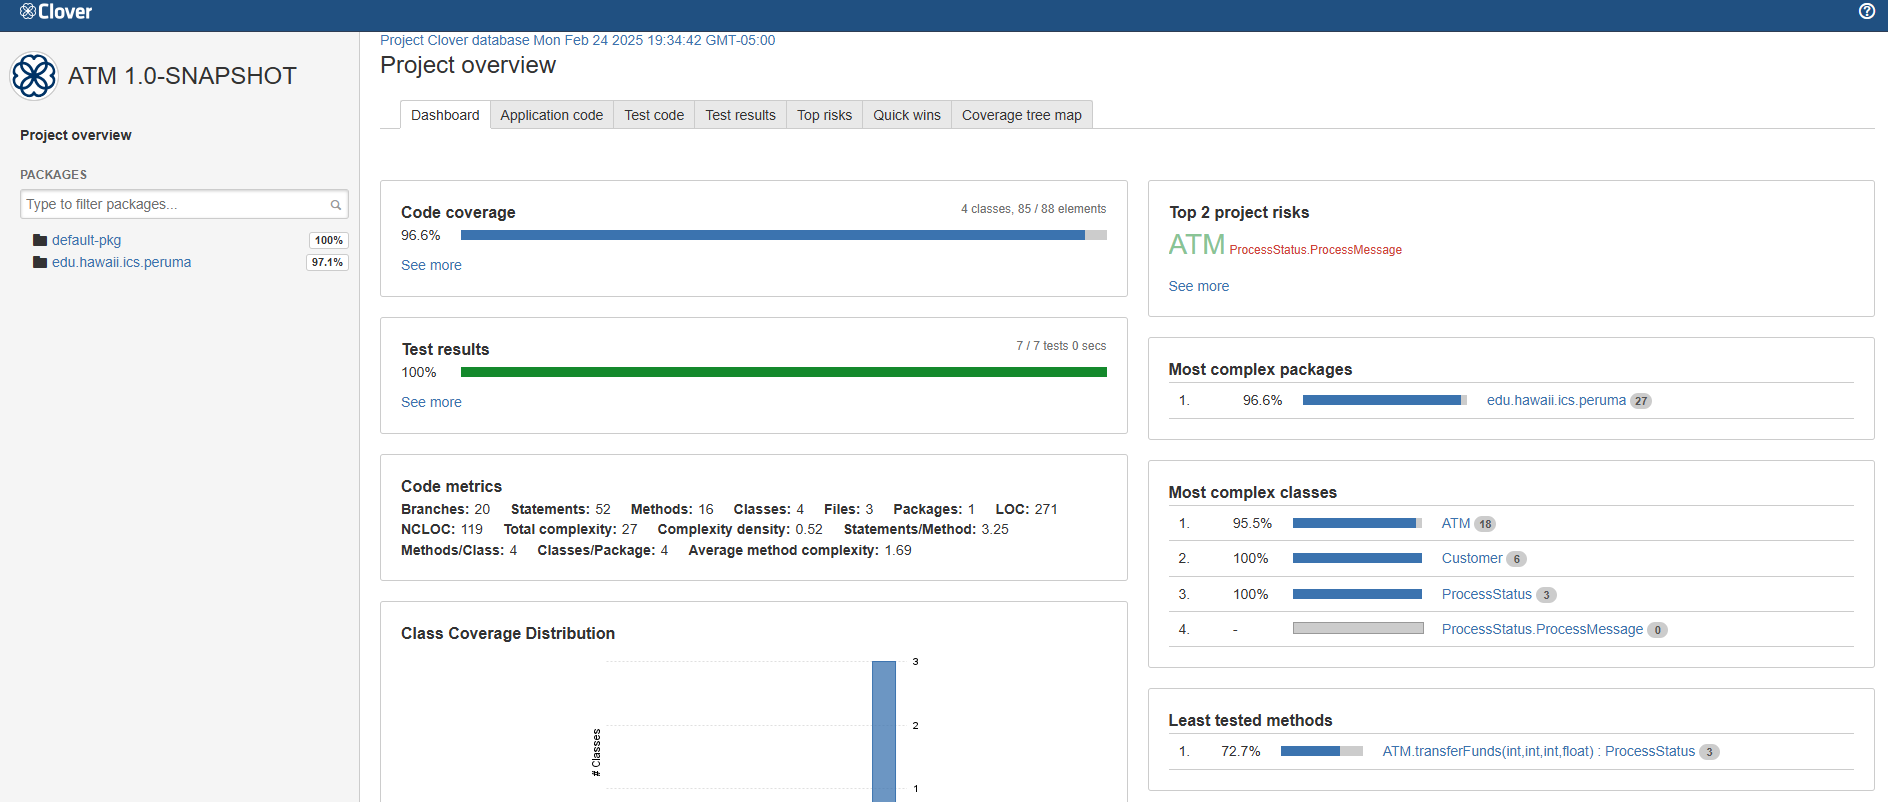 Clover
ATM 1.0-SNAPSHOT
Project overview
PACKAGES
Type to filter packages...
default-pkg 100%
edu.hawaii.ics.peruma 97.1%
Project Clover database Mon Feb 24 2025 19:34:42 GMT-05:00
Project overview
Dashboard Application code Test code Test results Top risks Quick wins Coverage tree map
Code coverage 4 classes, 85 / 88 elements
96.6%
See more
Test results 7 / 7 tests 0 secs
100%
See more
Code metrics
Branches: 20 Statements: 52 Methods: 16 Classes: 4 Files: 3 Packages: 1 LOC: 271
NCLOC: 119 Total complexity: 27 Complexity density: 0.52 Statements/Method: 3.25
Methods/Class: 4 Classes/Package: 4 Average method complexity: 1.69
Class Coverage Distribution
3
2
1
# Classes
Top 2 project risks
ATM ProcessStatus.ProcessMessage
See more
Most complex packages
1. 96.6% edu.hawaii.ics.peruma 27
Most complex classes
1. 95.5% ATM 18
2. 100% Customer 6
3. 100% ProcessStatus 3
4. - ProcessStatus.ProcessMessage 0
Least tested methods
1. 72.7% ATM.transferFunds(int,int,int,float) : ProcessStatus 3